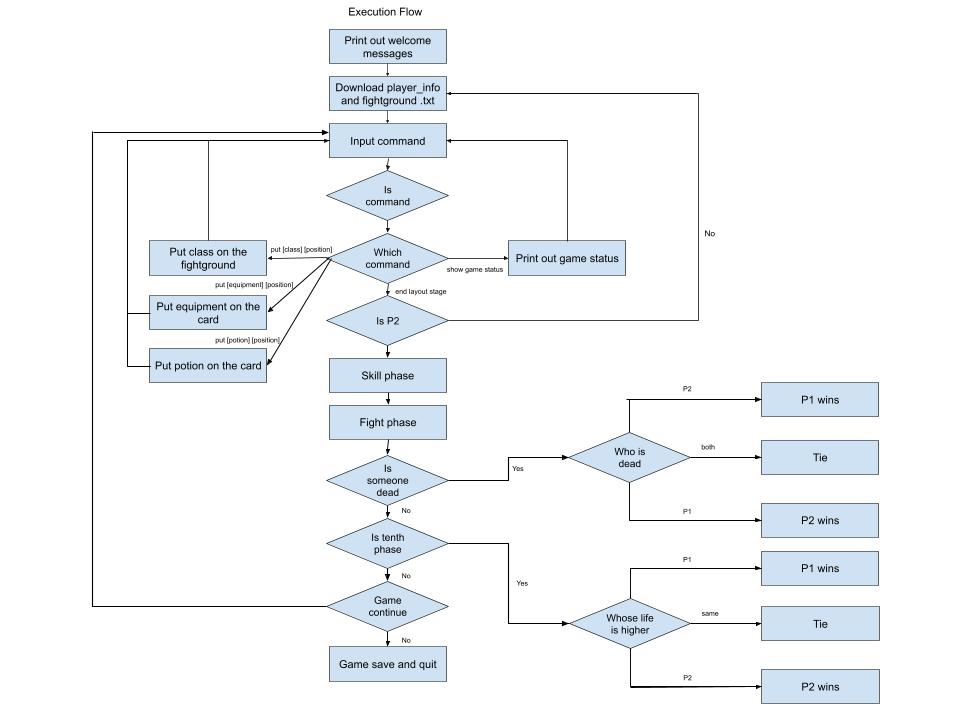 Execution Flow
Print out welcome
messages
Download player_info
and fightground .txt
Input command
Is
command
No
Put class on the
fightground
put [class] [position]
Which
command
show game status
Print out game status
put [equipment] [position]
end layout stage
Put equipment on the
card
Is P2
put [potion] [position]
Put potion on the card
Skill phase
P2
P1 wins
Fight phase
both
Who is
dead
Tie
Is
someone
dead
Yes
No
P1
P2 wins
Is tenth
phase
P1
P1 wins
No
Yes
Game
continue
same
Whose life
is higher
Tie
No
Game save and quit
P2
P2 wins